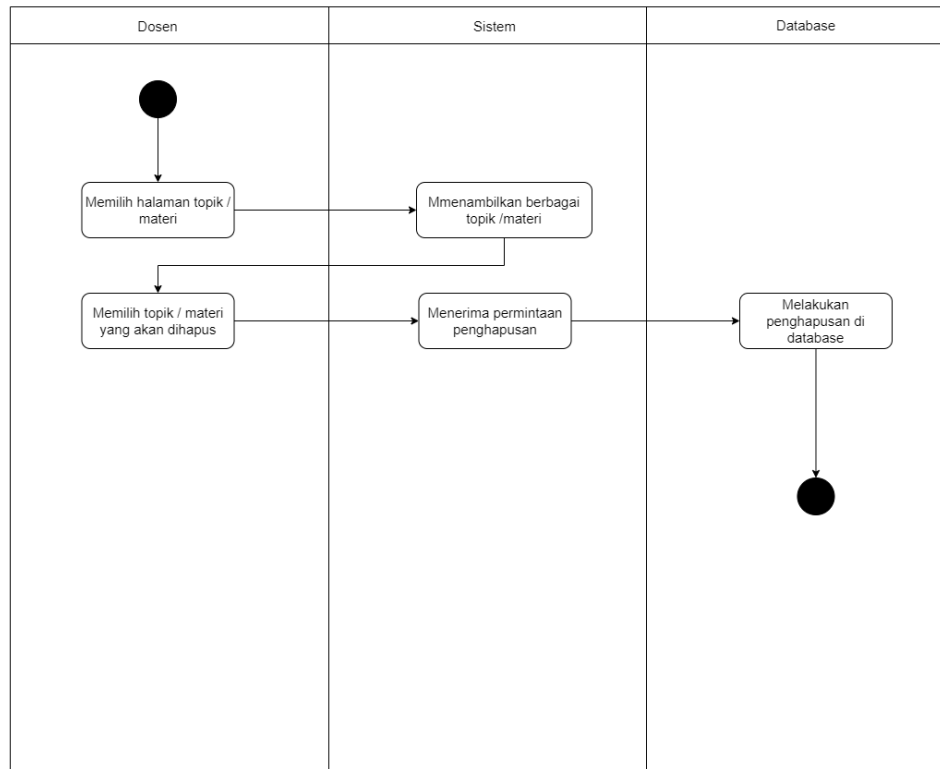 Dosen
Sistem
Database
Memilih halaman topik /
materi
Mmenambilkan berbagai
topik /materi
Memilih topik / materi
yang akan dihapus
Menerima permintaan
penghapusan
Melakukan
penghapusan di
database